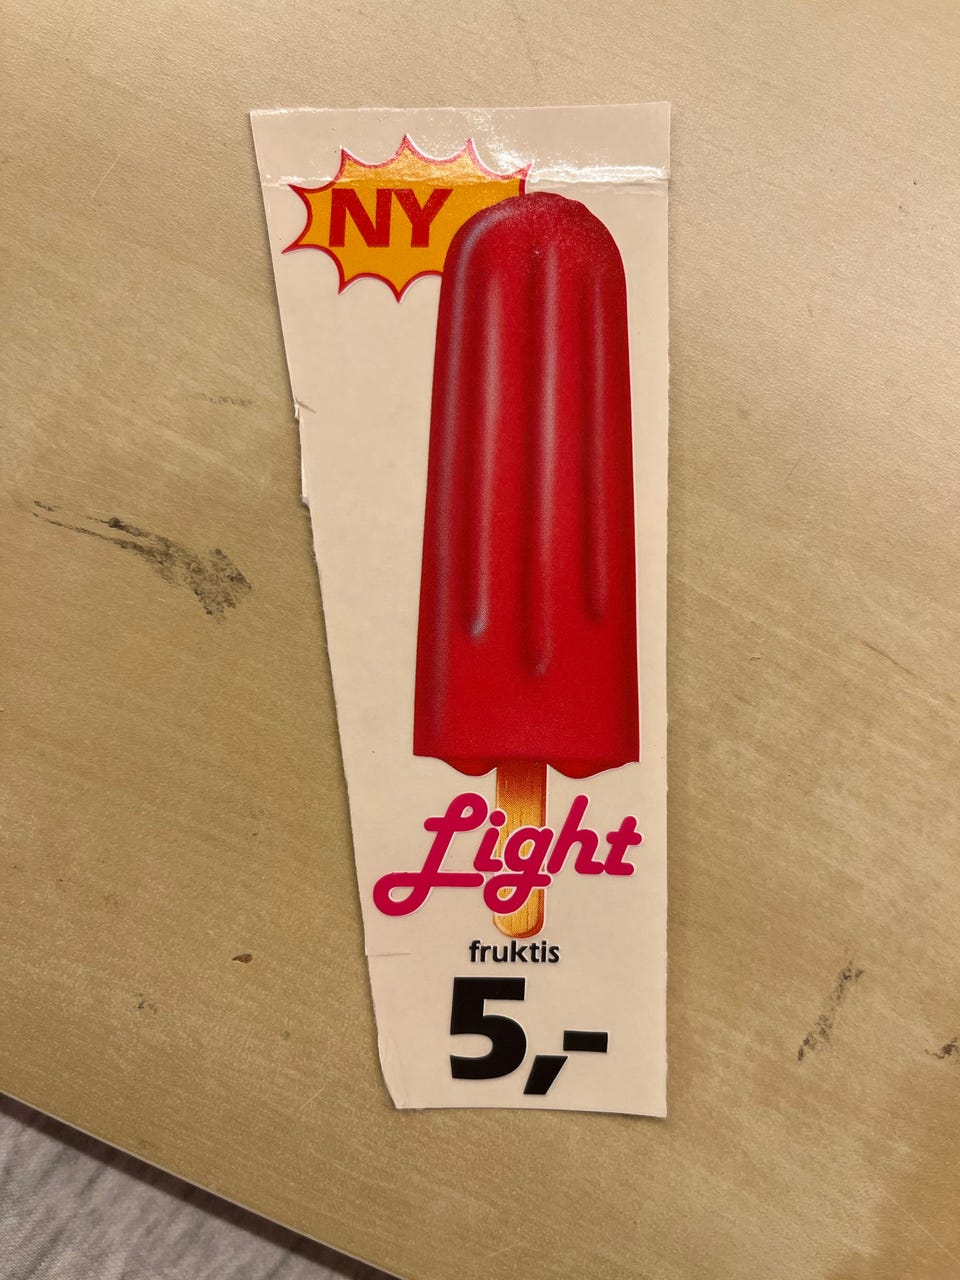 NY
Light
fruktis
5,-